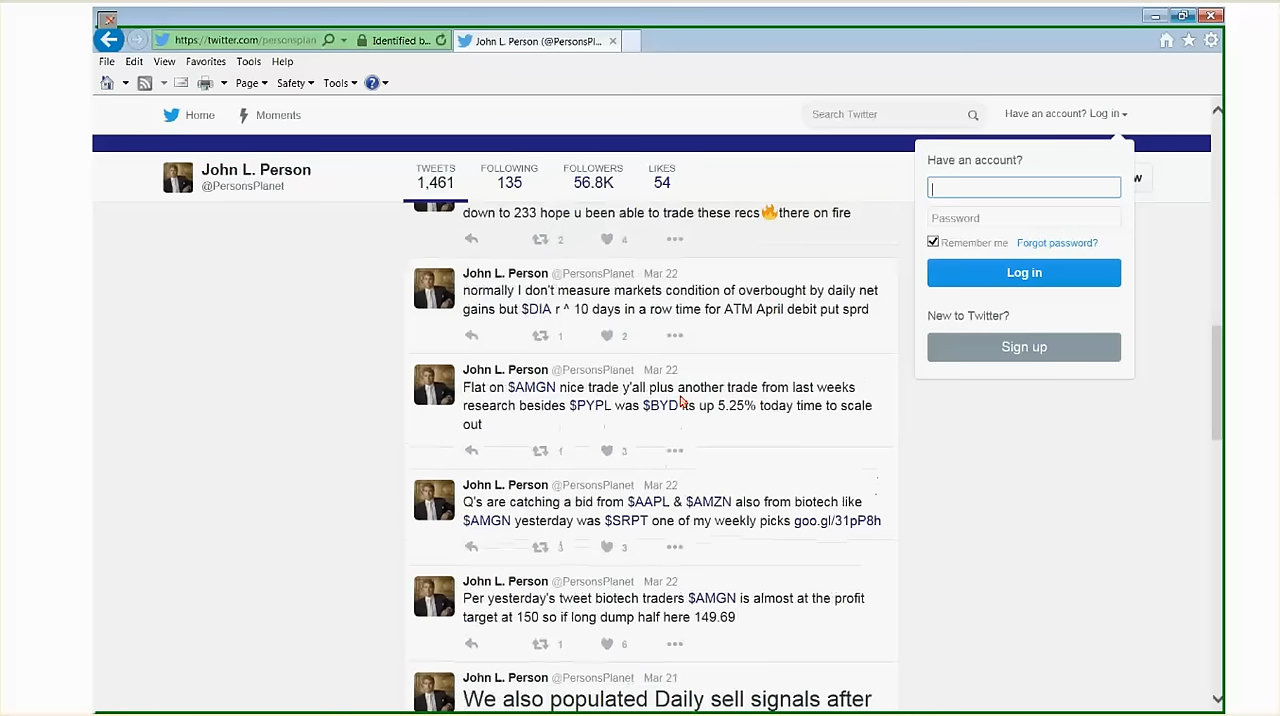 https://twitter.com/personsplan
Identified b...
John L. Person (@PersonsPl...
File Edit View Favorites Tools Help
Page Safety Tools
Home Moments
Search Twitter
Have an account? Log in
John L. Person
@PersonsPlanet
TWEETS FOLLOWING FOLLOWERS LIKES
1,461 135 56.8K 54
w
Have an account?
Password
Remember me Forgot password?
Log in
New to Twitter?
Sign up
down to 233 hope u been able to trade these recs🔥there on fire
2 4
John L. Person @PersonsPlanet Mar 22
normally I don't measure markets condition of overbought by daily net
gains but $DIA r ^ 10 days in a row time for ATM April debit put sprd
1 2
John L. Person @PersonsPlanet Mar 22
Flat on $AMGN nice trade y'all plus another trade from last weeks
research besides $PYPL was $BYD its up 5.25% today time to scale
out
1 3
John L. Person @PersonsPlanet Mar 22
Q's are catching a bid from $AAPL & $AMZN also from biotech like
$AMGN yesterday was $SRPT one of my weekly picks goo.gl/31pP8h
3 3
John L. Person @PersonsPlanet Mar 22
Per yesterday's tweet biotech traders $AMGN is almost at the profit
target at 150 so if long dump half here 149.69
1 6
John L. Person @PersonsPlanet Mar 21
We also populated Daily sell signals after